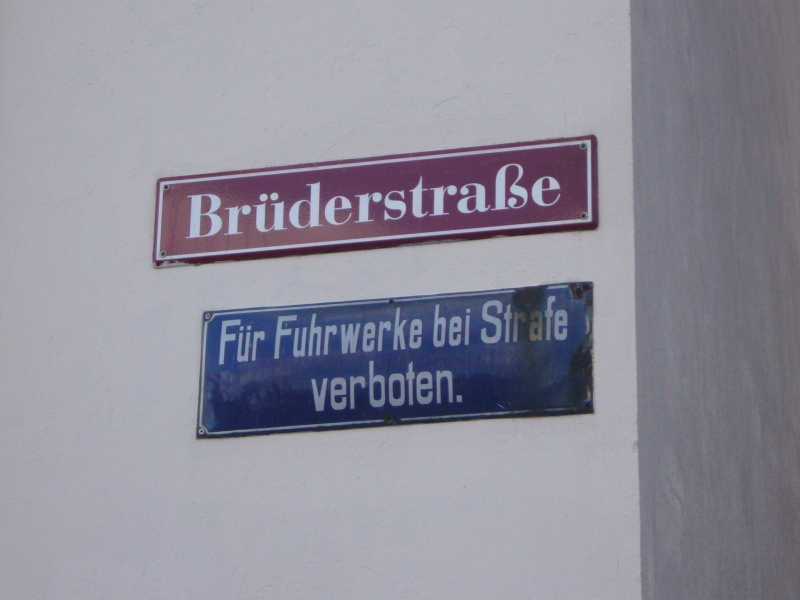 Brüderstraße
Für Fuhrwerke bei Strafe
verboten.